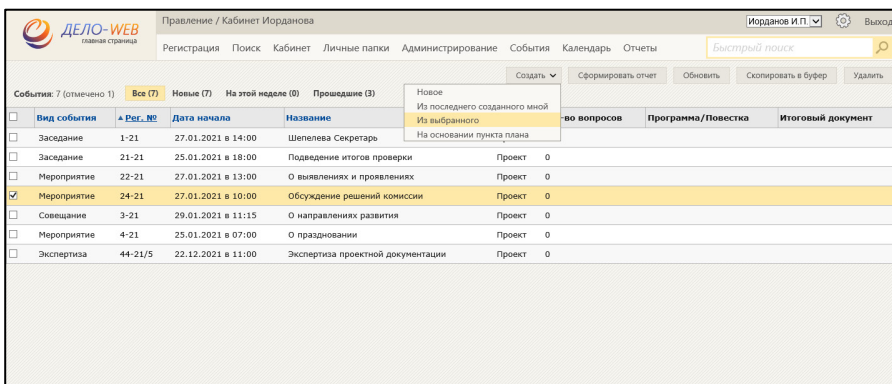 ДЕЛО-WEB
главная страница
Правление / Кабинет Иорданова
Иорданов И.П.
Выход
Регистрация Поиск Кабинет Личные папки Администрирование События Календарь Отчеты
Быстрый поиск
Создать Сформировать отчет Обновить Скопировать в буфер Удалить
События: 7 (отмечено 1) Все (7) Новые (7) На этой неделе (0) Прошедшие (3)
Новое
Из последнего созданного мной
Из выбранного
На основании пункта плана
Вид события Рег. № Дата начала Название -во вопросов Программа/Повестка Итоговый документ
Заседание 1-21 27.01.2021 в 14:00 Шепелева Секретарь
Заседание 21-21 25.01.2021 в 18:00 Подведение итогов проверки Проект 0
Мероприятие 22-21 27.01.2021 в 13:00 О выявлениях и проявлениях Проект 0
Мероприятие 24-21 27.01.2021 в 10:00 Обсуждение решений комиссии Проект 0
Совещание 3-21 29.01.2021 в 11:15 О направлениях развития Проект 0
Мероприятие 4-21 25.01.2021 в 07:00 О праздновании Проект 0
Экспертиза 44-21/5 22.12.2021 в 11:00 Экспертиза проектной документации Проект 0